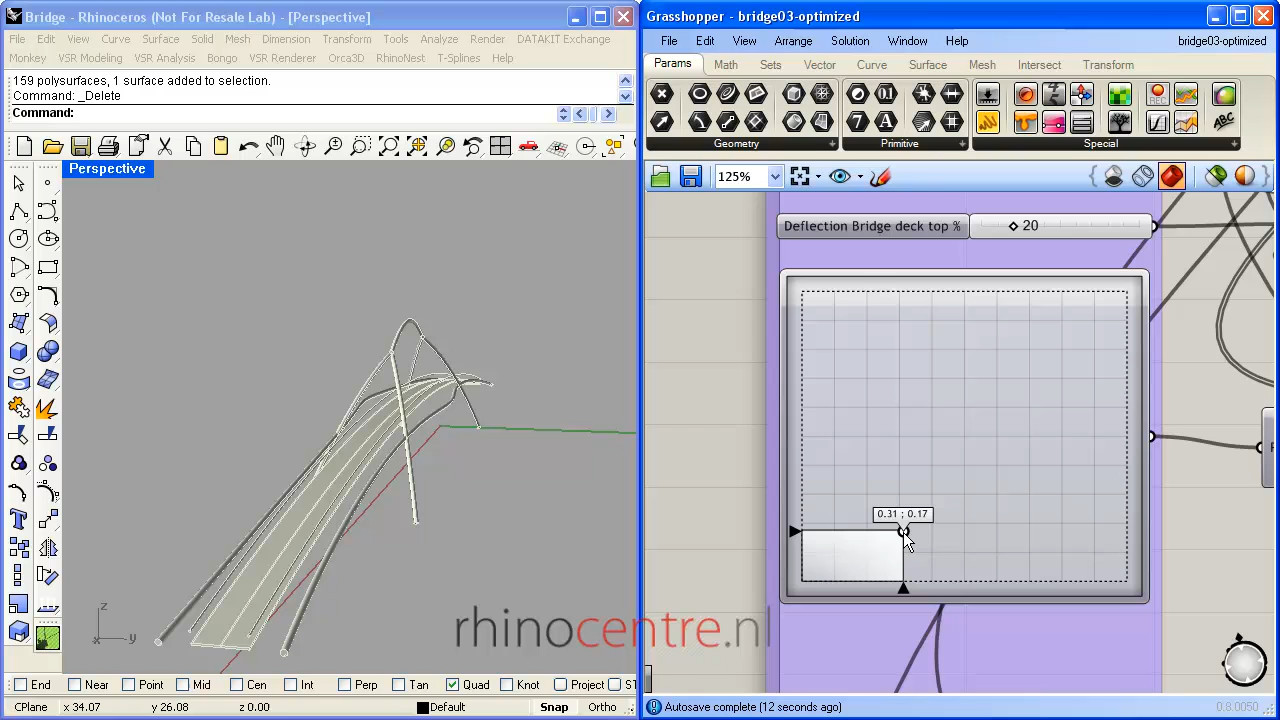 Bridge - Rhinoceros (Not For Resale Lab) - [Perspective]
File Edit View Curve Surface Solid Mesh Dimension Transform Tools Analyze Render DATAKIT Exchange
Monkey VSR Modeling VSR Analysis Bongo VSR Renderer Orca3D RhinoNest T-Splines Help
159 polysurfaces, 1 surface added to selection.
Command: _Delete
Command:
Perspective
z
x
y
End Near Point Mid Cen Int Perp Tan Quad Knot Project
CPlane x 34.07 y 26.08 z 0.00 Default Snap Ortho
Grasshopper - bridge03-optimized
File Edit View Arrange Solution Window Help bridge03-optimized
Params Math Sets Vector Curve Surface Mesh Intersect Transform
Geometry Primitive Special
125%
Deflection Bridge deck top % 20
0.31 ; 0.17
rhinocentre.nl
Autosave complete (12 seconds ago) 0.8.0050